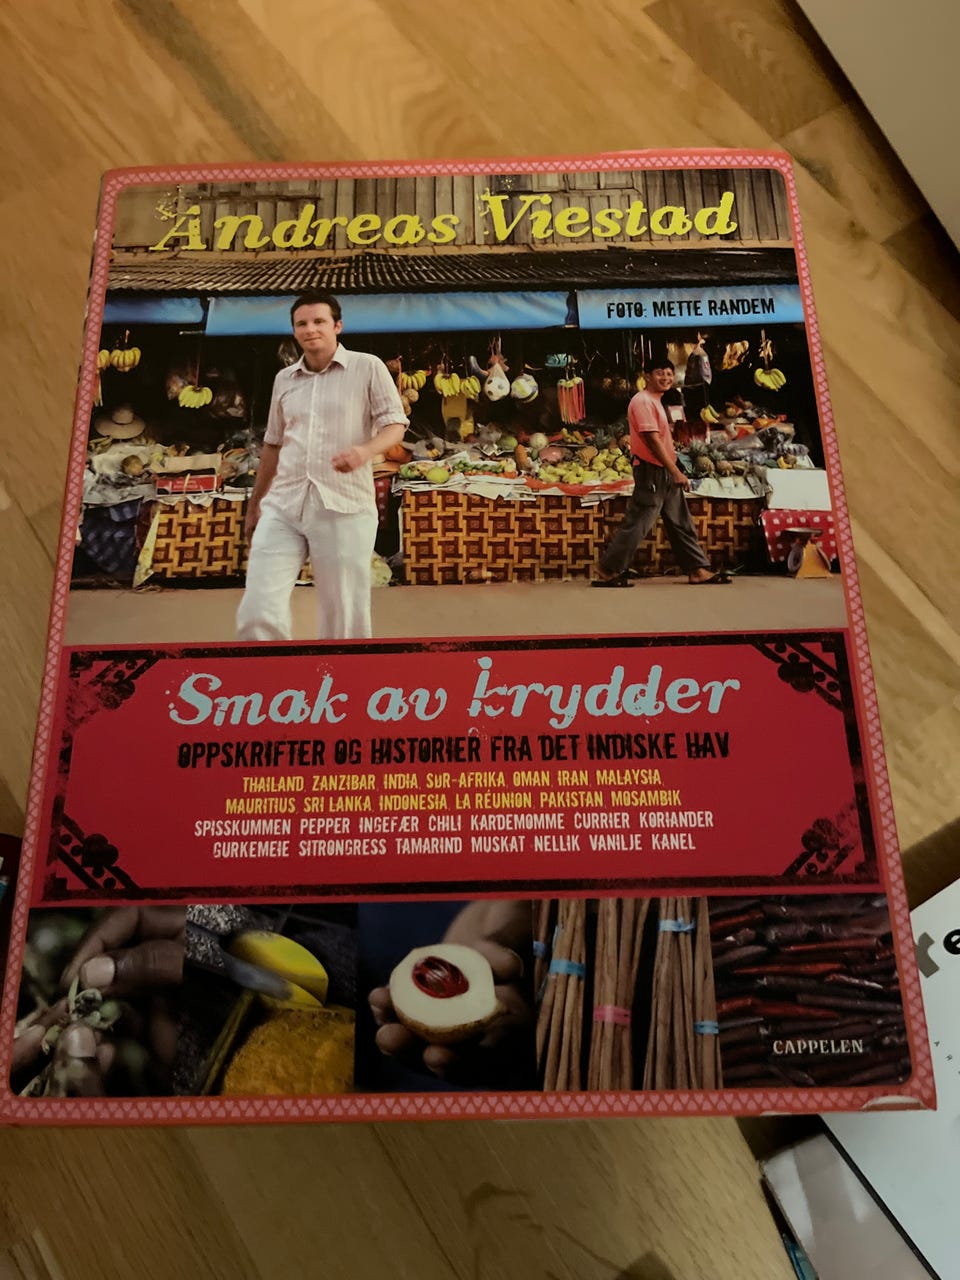 Andreas Viestad
FOTO: METTE RANDEM
Smak av krydder
OPPSKRIFTER OG HISTORIER FRA DET INDISKE HAV
THAILAND, ZANZIBAR, INDIA, SØR-AFRIKA, OMAN, IRAN, MALAYSIA,
MAURITIUS, SRI LANKA, INDONESIA, LA RÉUNION, PAKISTAN, MOSAMBIK
SPISSKUMMEN PEPPER INGEFÆR CHILI KARDEMOMME CURRIER KORIANDER
GURKEMEIE SITRONGRESS TAMARIND MUSKAT NELLIK VANILJE KANEL
CAPPELEN